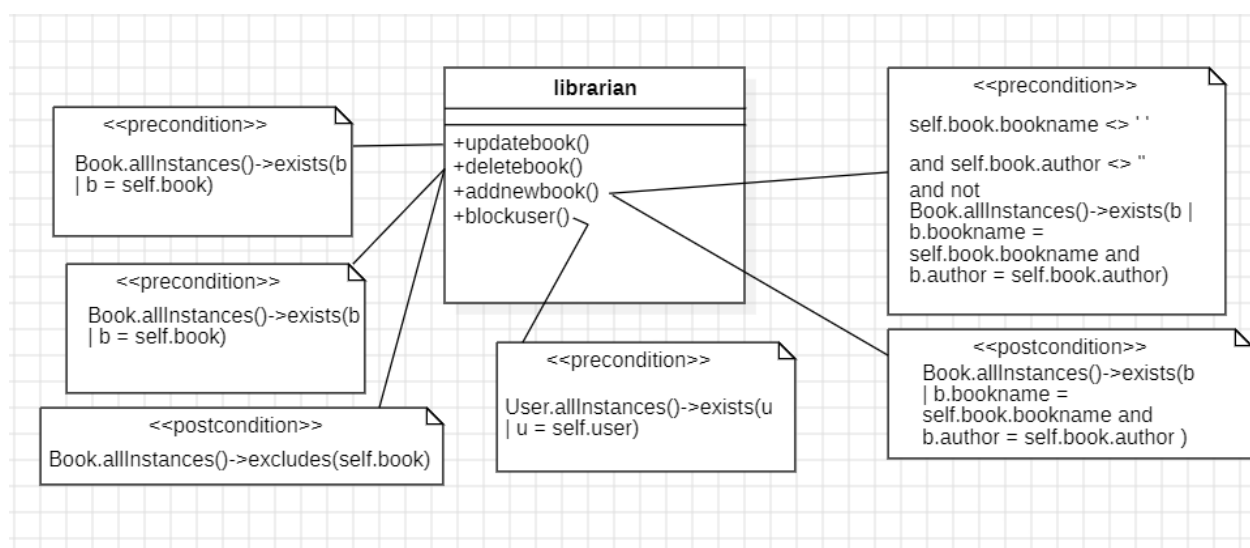 <<precondition>>
Book.allInstances()->exists(b
| b = self.book)
<<precondition>>
Book.allInstances()->exists(b
| b = self.book)
<<postcondition>>
Book.allInstances()->excludes(self.book)
librarian
+updatebook()
+deletebook()
+addnewbook()
+blockuser()
<<precondition>>
User.allInstances()->exists(u
| u = self.user)
<<precondition>>
self.book.bookname <> ' '
and self.book.author <> ''
and not
Book.allInstances()->exists(b |
b.bookname =
self.book.bookname and
b.author = self.book.author)
<<postcondition>>
Book.allInstances()->exists(b
| b.bookname =
self.book.bookname and
b.author = self.book.author )